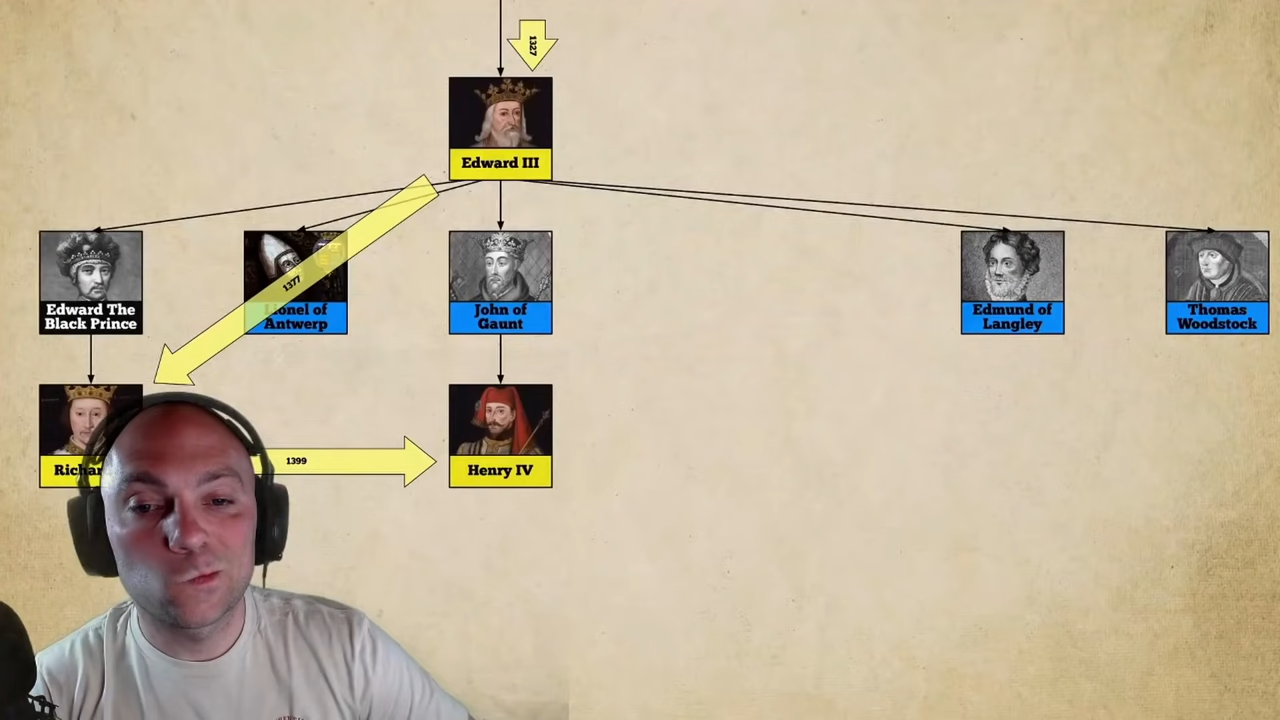 1327
Edward III
1377
Edward The
Black Prince
Lionel of
Antwerp
John of
Gaunt
Edmund of
Langley
Thomas
Woodstock
Richar
1399
Henry IV